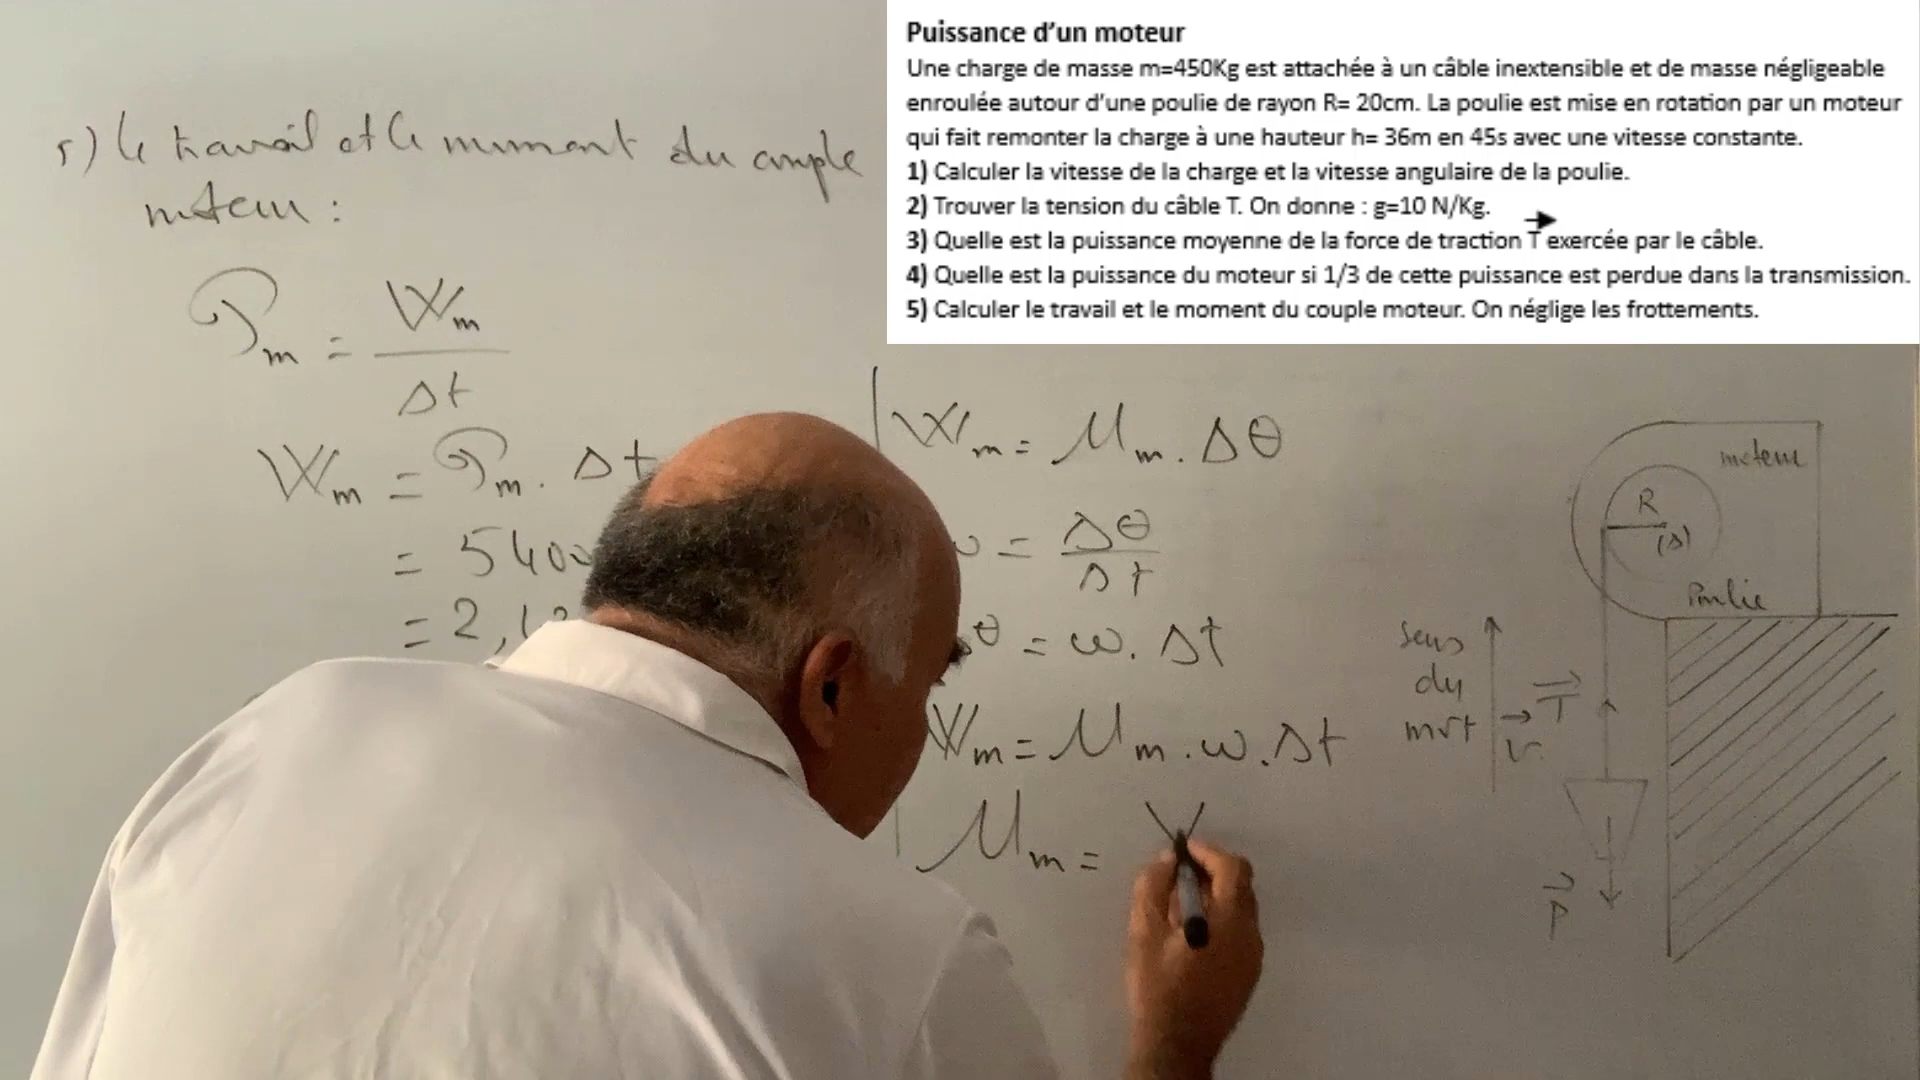 Puissance d’un moteur
Une charge de masse m=450Kg est attachée à un câble inextensible et de masse négligeable
enroulée autour d’une poulie de rayon R= 20cm. La poulie est mise en rotation par un moteur
qui fait remonter la charge à une hauteur h= 36m en 45s avec une vitesse constante.
1) Calculer la vitesse de la charge et la vitesse angulaire de la poulie.
2) Trouver la tension du câble T. On donne : g=10 N/Kg.
3) Quelle est la puissance moyenne de la force de traction T exercée par le câble.
4) Quelle est la puissance du moteur si 1/3 de cette puissance est perdue dans la transmission.
5) Calculer le travail et le moment du couple moteur. On néglige les frottements.
5) le travail et le moment du couple
moteur :
𝒫m = Wm / Δt
Wm = 𝒫m . Δt
= 5400
= 2,
Wm = Mm . Δθ
= Δθ / Δt
θ = ω . Δt
Wm = Mm . ω . Δt
Mm =
moteur
R
(Δ)
Poulie
sens
du
mvt
v
T
P